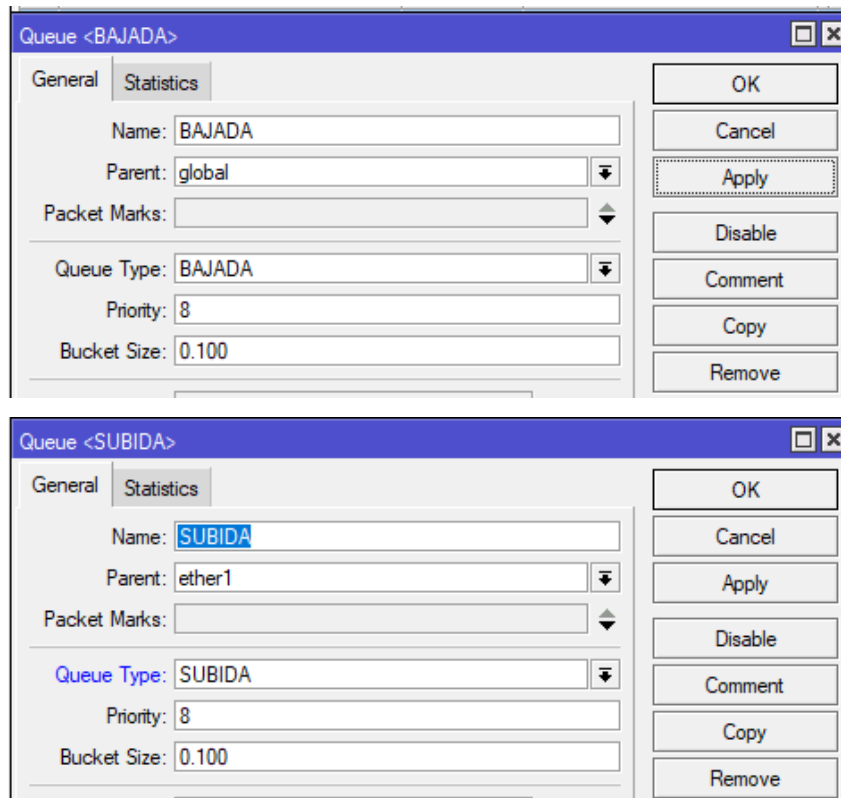 Queue <BAJADA>
General Statistics OK
Name: BAJADA Cancel
Parent: global Apply
Packet Marks:
Disable
Queue Type: BAJADA Comment
Priority: 8 Copy
Bucket Size: 0.100 Remove
Queue <SUBIDA>
General Statistics OK
Name: SUBIDA Cancel
Parent: ether1 Apply
Packet Marks:
Disable
Queue Type: SUBIDA Comment
Priority: 8 Copy
Bucket Size: 0.100 Remove